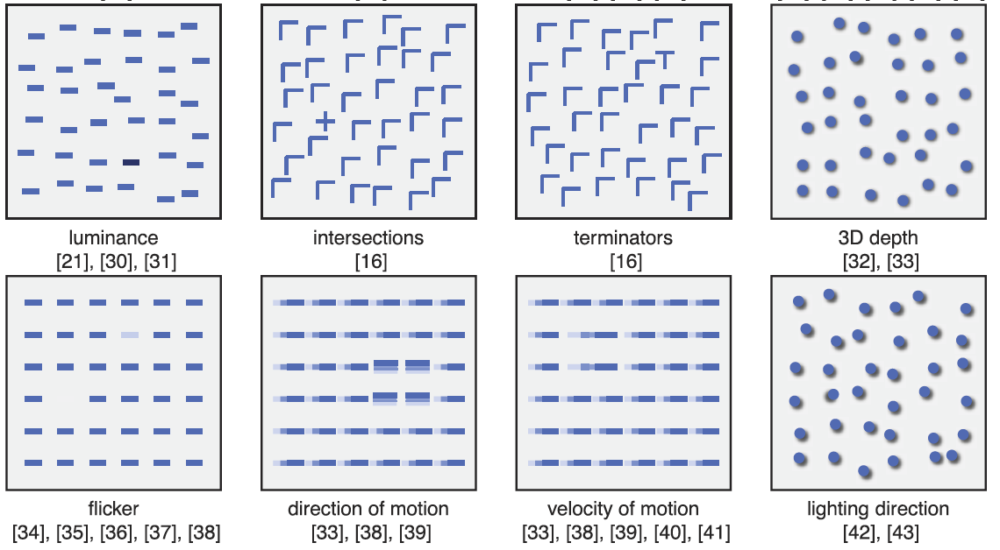 luminance
[21], [30], [31]
intersections
[16]
terminators
[16]
3D depth
[32], [33]
flicker
[34], [35], [36], [37], [38]
direction of motion
[33], [38], [39]
velocity of motion
[33], [38], [39], [40], [41]
lighting direction
[42], [43]